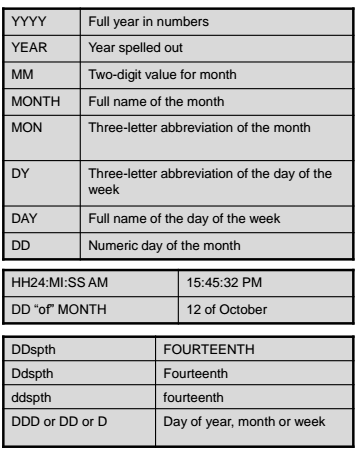 YYYY Full year in numbers
YEAR Year spelled out
MM Two-digit value for month
MONTH Full name of the month
MON Three-letter abbreviation of the month
DY Three-letter abbreviation of the day of the
week
DAY Full name of the day of the week
DD Numeric day of the month
HH24:MI:SS AM 15:45:32 PM
DD “of” MONTH 12 of October
DDspth FOURTEENTH
Ddspth Fourteenth
ddspth fourteenth
DDD or DD or D Day of year, month or week